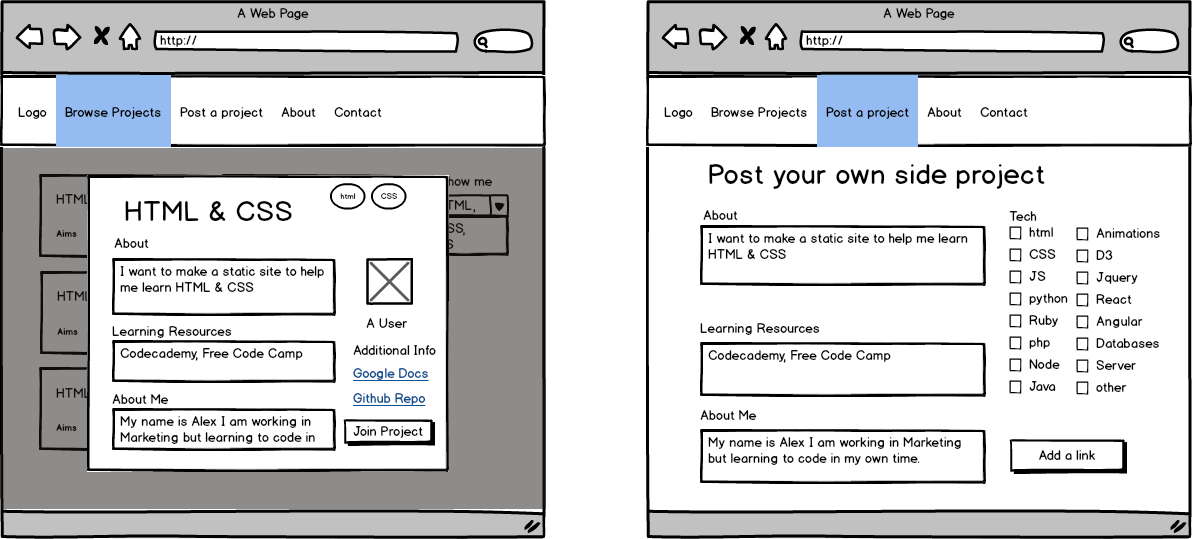 A Web Page
http://
Logo Browse Projects Post a project About Contact
HTML
Aims
HTML
Aims
HTML
Aims
how me
TML,
SS,
S
HTML & CSS
html CSS
About
I want to make a static site to help
me learn HTML & CSS
A User
Learning Resources
Codecademy, Free Code Camp
Additional Info
Google Docs
Github Repo
About Me
My name is Alex I am working in
Marketing but learning to code in
Join Project
A Web Page
http://
Logo Browse Projects Post a project About Contact
Post your own side project
About
I want to make a static site to help me learn
HTML & CSS
Learning Resources
Codecademy, Free Code Camp
About Me
My name is Alex I am working in Marketing
but learning to code in my own time.
Tech
html Animations
CSS D3
JS Jquery
python React
Ruby Angular
php Databases
Node Server
Java other
Add a link